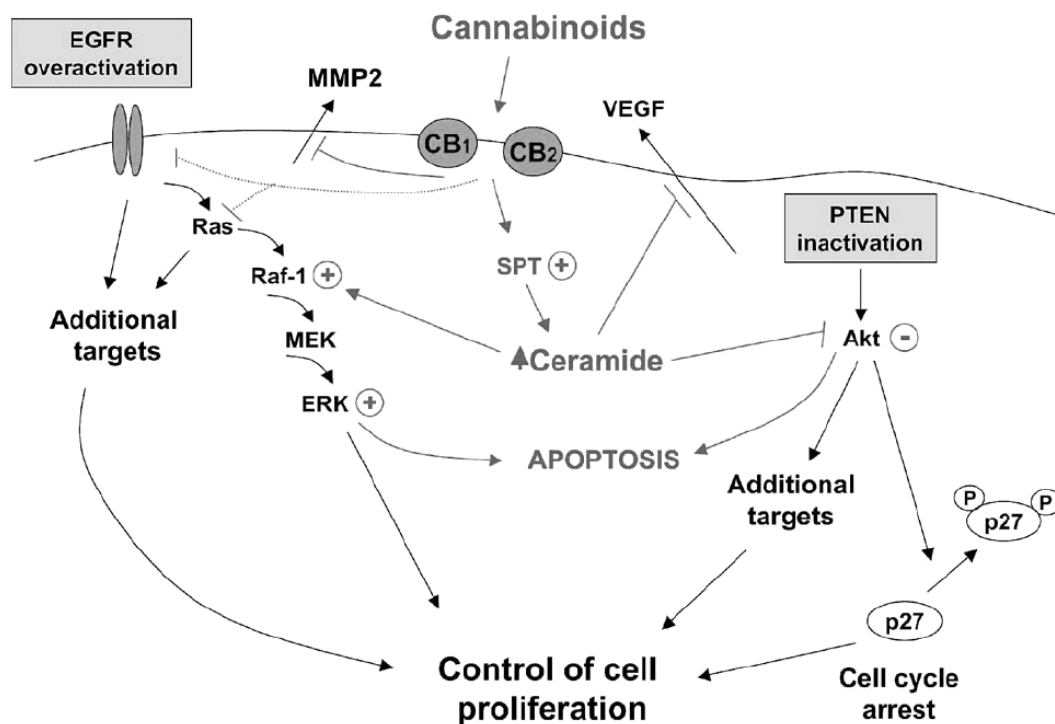 Cannabinoids
EGFR
overactivation
MMP2
VEGF
CB1
CB2
PTEN
inactivation
Ras
SPT +
Raf-1 +
Additional
targets
MEK
Ceramide
Akt -
ERK +
APOPTOSIS
Additional
targets
P
P
p27
p27
Control of cell
proliferation
Cell cycle
arrest